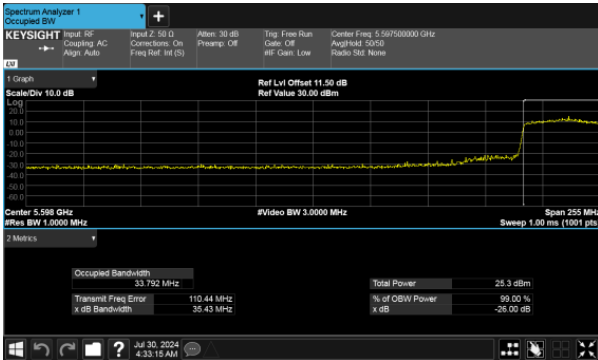 Spectrum Analyzer 1
Occupied BW
+
KEYSIGHT Input: RF
Coupling: AC
Align: Auto
Input Z: 50 Ω
Corrections: On
Freq Ref: Int (S)
Atten: 30 dB
Preamp: Off
Trig: Free Run
Gate: Off
#IF Gain: Low
Center Freq: 5.597500000 GHz
Avg|Hold: 50/50
Radio Std: None
LXI
1 Graph
Scale/Div 10.0 dB
Ref Lvl Offset 11.50 dB
Ref Value 30.00 dBm
Log
20.0
10.0
0.00
-10.0
-20.0
-30.0
-40.0
-50.0
-60.0
Center 5.598 GHz
#Res BW 1.0000 MHz
#Video BW 3.0000 MHz
Span 255 MHz
Sweep 1.00 ms (1001 pts)
2 Metrics
Occupied Bandwidth
33.792 MHz
Transmit Freq Error 110.44 MHz
x dB Bandwidth 35.43 MHz
Total Power 25.3 dBm
% of OBW Power 99.00 %
x dB -26.00 dB
?
Jul 30, 2024
4:33:15 AM